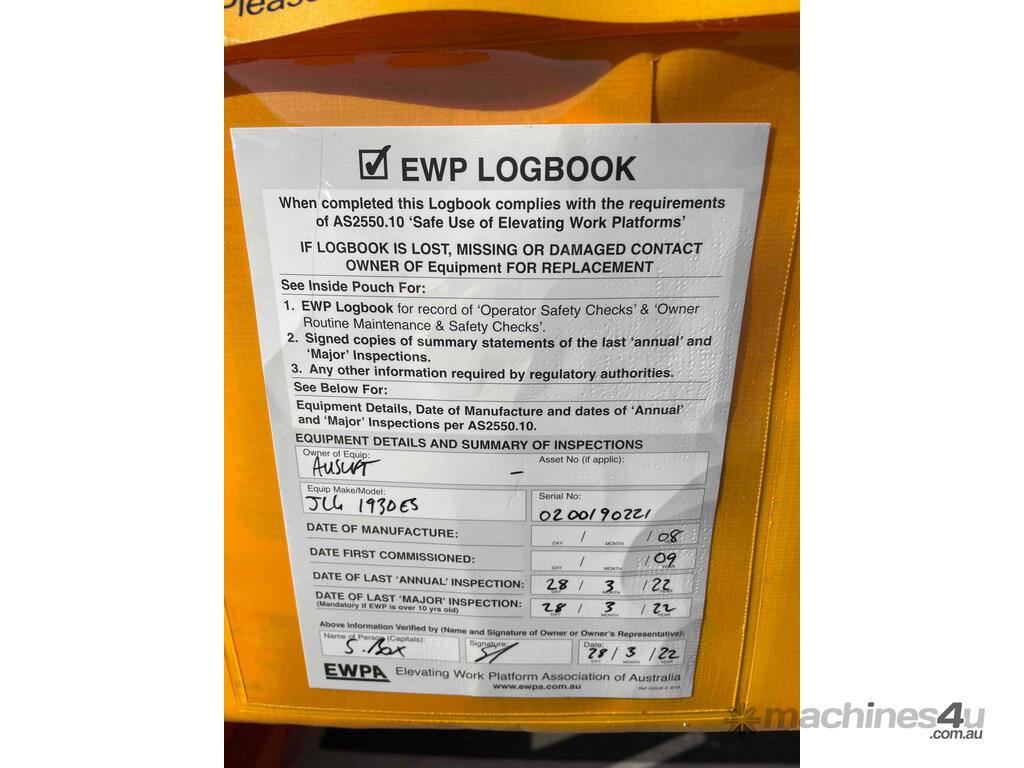 Please
EWP LOGBOOK
When completed this Logbook complies with the requirements
of AS2550.10 'Safe Use of Elevating Work Platforms'
IF LOGBOOK IS LOST, MISSING OR DAMAGED CONTACT
OWNER OF Equipment FOR REPLACEMENT
See Inside Pouch For:
1. EWP Logbook for record of 'Operator Safety Checks' & 'Owner
Routine Maintenance & Safety Checks'.
2. Signed copies of summary statements of the last 'annual' and
'Major' Inspections.
3. Any other information required by regulatory authorities.
See Below For:
Equipment Details, Date of Manufacture and dates of 'Annual'
and 'Major' Inspections per AS2550.10.
EQUIPMENT DETAILS AND SUMMARY OF INSPECTIONS
Owner of Equip: Asset No (if applic):
AUSLIFT -
Equip Make/Model: Serial No:
JLG 1930ES 0200190221
DATE OF MANUFACTURE: / / 08
DAY MONTH YEAR
DATE FIRST COMMISSIONED: / / 09
DAY MONTH YEAR
DATE OF LAST 'ANNUAL' INSPECTION: 28 / 3 / 22
DAY MONTH YEAR
DATE OF LAST 'MAJOR' INSPECTION: 28 / 3 / 22
(Mandatory if EWP is over 10 yrs old) DAY MONTH YEAR
Above Information Verified by (Name and Signature of Owner or Owner's Representative):
Name of Person (Capitals): Signature: Date:
S. Box 28 / 3 / 22
DAY MONTH YEAR
EWPA Elevating Work Platform Association of Australia
www.ewpa.com.au
machines4u
.com.au